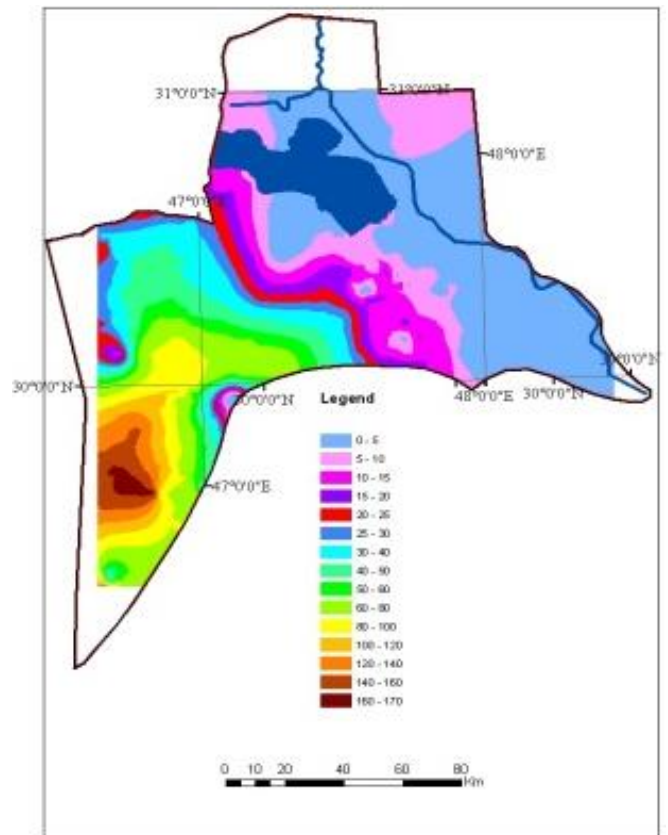 31°0'0"N
31°0'0"N
48°0'0"E
47°0'0"E
30°0'0"N
30°0'0"N
48°0'0"E
30°0'0"N
Legend
47°0'0"E
0 - 5
5 - 10
10 - 15
15 - 20
20 - 25
25 - 30
30 - 40
40 - 50
50 - 60
60 - 80
80 - 100
100 - 120
120 - 140
140 - 160
160 - 170
0 10 20 40 60 80
Km